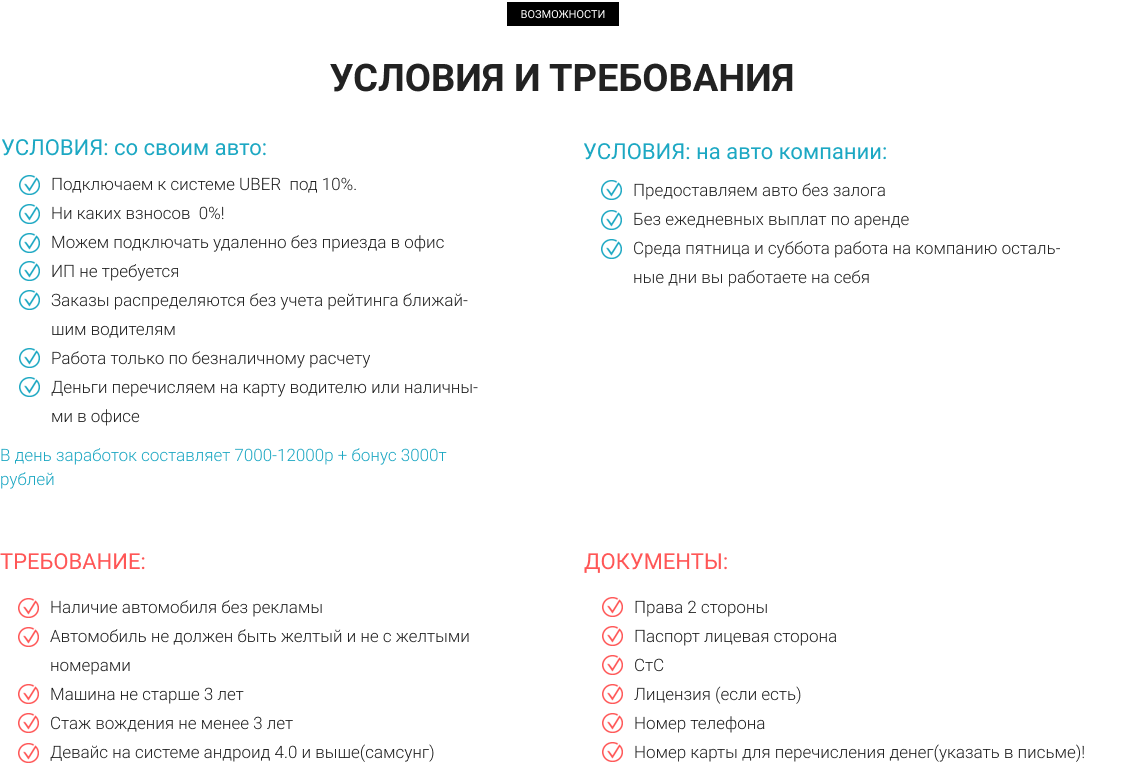 ВОЗМОЖНОСТИ
УСЛОВИЯ И ТРЕБОВАНИЯ
УСЛОВИЯ: со своим авто:
Подключаем к системе UBER  под 10%.
Ни каких взносов  0%!
Можем подключать удаленно без приезда в офис
ИП не требуется
Заказы распределяются без учета рейтинга ближай-
шим водителям
Работа только по безналичному расчету
Деньги перечисляем на карту водителю или наличны-
ми в офисе
В день заработок составляет 7000-12000р + бонус 3000т
рублей
УСЛОВИЯ: на авто компании:
Предоставляем авто без залога
Без ежедневных выплат по аренде
Среда пятница и суббота работа на компанию осталь-
ные дни вы работаете на себя
ТРЕБОВАНИЕ:
Наличие автомобиля без рекламы
Автомобиль не должен быть желтый и не с желтыми
номерами
Машина не старше 3 лет
Стаж вождения не менее 3 лет
Девайс на системе андроид 4.0 и выше(самсунг)
ДОКУМЕНТЫ:
Права 2 стороны
Паспорт лицевая сторона
СтС
Лицензия (если есть)
Номер телефона
Номер карты для перечисления денег(указать в письме)!